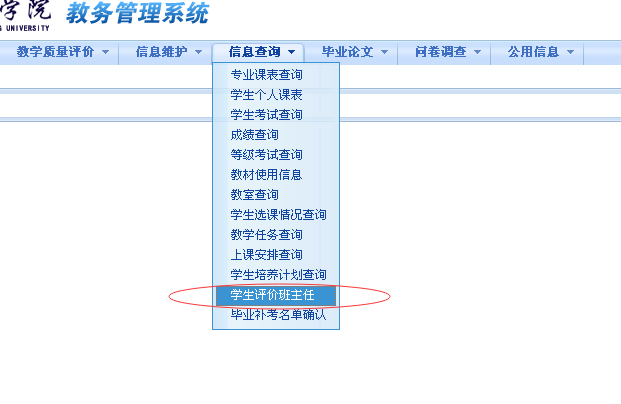 学院 教务管理系统
G UNIVERSITY
教学质量评价 信息维护 信息查询 毕业论文 问卷调查 公用信息
专业课表查询
学生个人课表
学生考试查询
成绩查询
等级考试查询
教材使用信息
教室查询
学生选课情况查询
教学任务查询
上课安排查询
学生培养计划查询
学生评价班主任
毕业补考名单确认